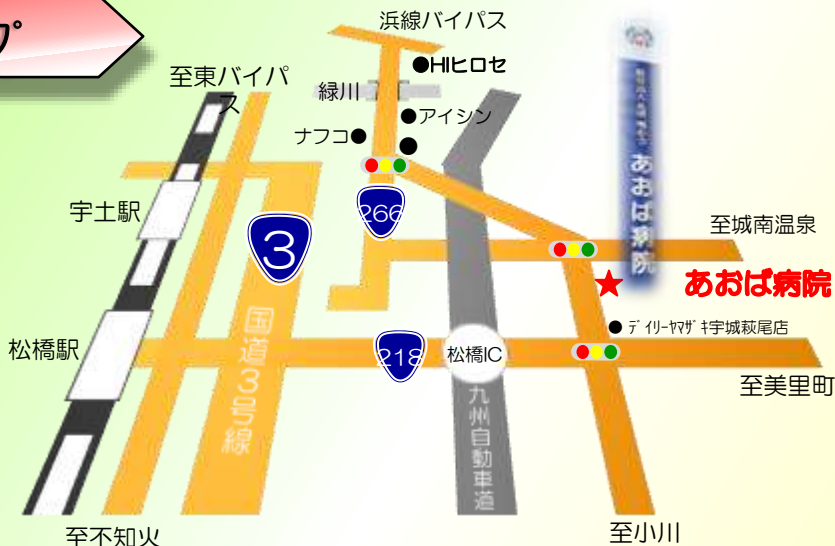 プ
浜線バイパス
●HIヒロセ
至東バイパ
ス
緑川
●アイシン
ナフコ●
宇土駅
266
3
至城南温泉
あおば病院
★ あおば病院
国道3号線
● デイリーヤマザキ宇城萩尾店
松橋駅
218
松橋IC
至美里町
九州自動車道
至不知火
至小川